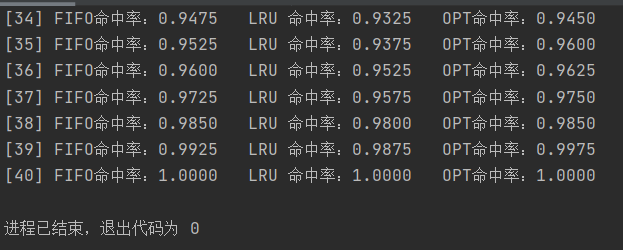 [34] FIFO命中率：0.9475 LRU 命中率：0.9325 OPT命中率：0.9450
[35] FIFO命中率：0.9525 LRU 命中率：0.9375 OPT命中率：0.9600
[36] FIFO命中率：0.9600 LRU 命中率：0.9525 OPT命中率：0.9625
[37] FIFO命中率：0.9725 LRU 命中率：0.9575 OPT命中率：0.9750
[38] FIFO命中率：0.9850 LRU 命中率：0.9800 OPT命中率：0.9850
[39] FIFO命中率：0.9925 LRU 命中率：0.9875 OPT命中率：0.9975
[40] FIFO命中率：1.0000 LRU 命中率：1.0000 OPT命中率：1.0000
进程已结束，退出代码为 0